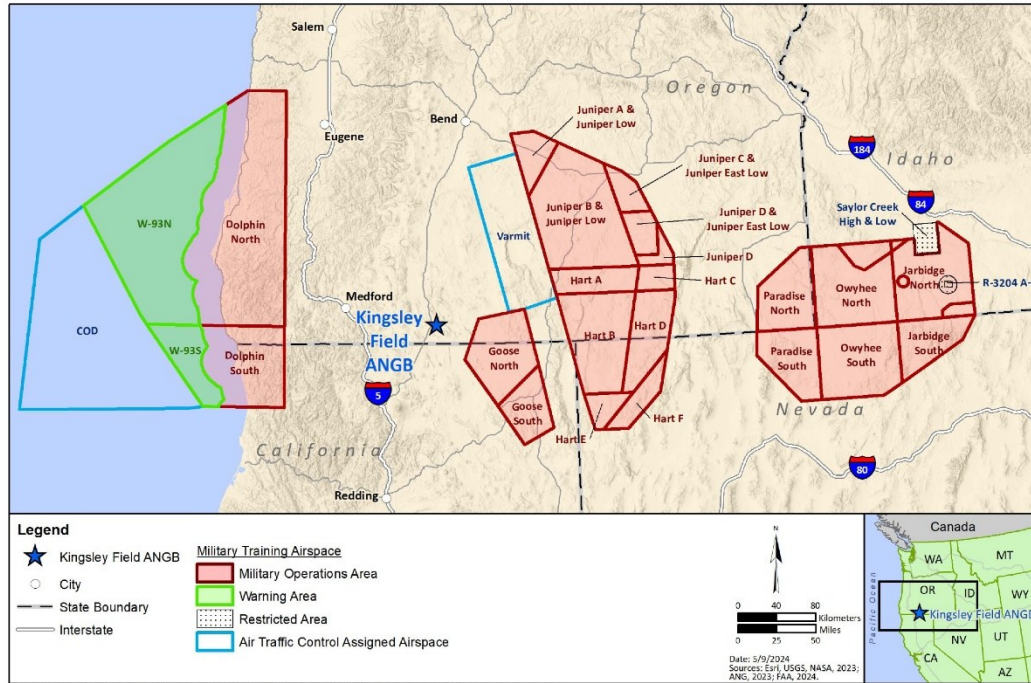 Salem
Oregon
Juniper A &
Juniper Low
Bend
Eugene
184
Idaho
Juniper C &
Juniper East Low
84
Saylor Creek
High & Low
W-93N
Dolphin
North
Juniper B &
Juniper Low
Juniper D &
Juniper East Low
Varmit
Juniper D
Hart A
Hart C
Jarbidge
North
R-3204 A-
Owyhee
North
Paradise
North
Medford
COD
Kingsley
Field
ANGB
Hart D
Hart B
W-93S
Dolphin
South
Goose
North
Paradise
South
Owyhee
South
Jarbidge
South
5
Goose
South
Nevada
Hart E
Hart F
California
80
Redding
Legend
Kingsley Field ANGB
City
State Boundary
Interstate
Military Training Airspace
Military Operations Area
Warning Area
Restricted Area
Air Traffic Control Assigned Airspace
N
0 40 80
Kilometers
Miles
0 25 50
Date: 5/9/2024
Sources: Esri, USGS, NASA, 2023;
ANG, 2023; FAA, 2024.
Canada
Pacific Ocean
WA
MT
OR
ID
WY
Kingsley Field ANGB
NV
UT
CA
AZ